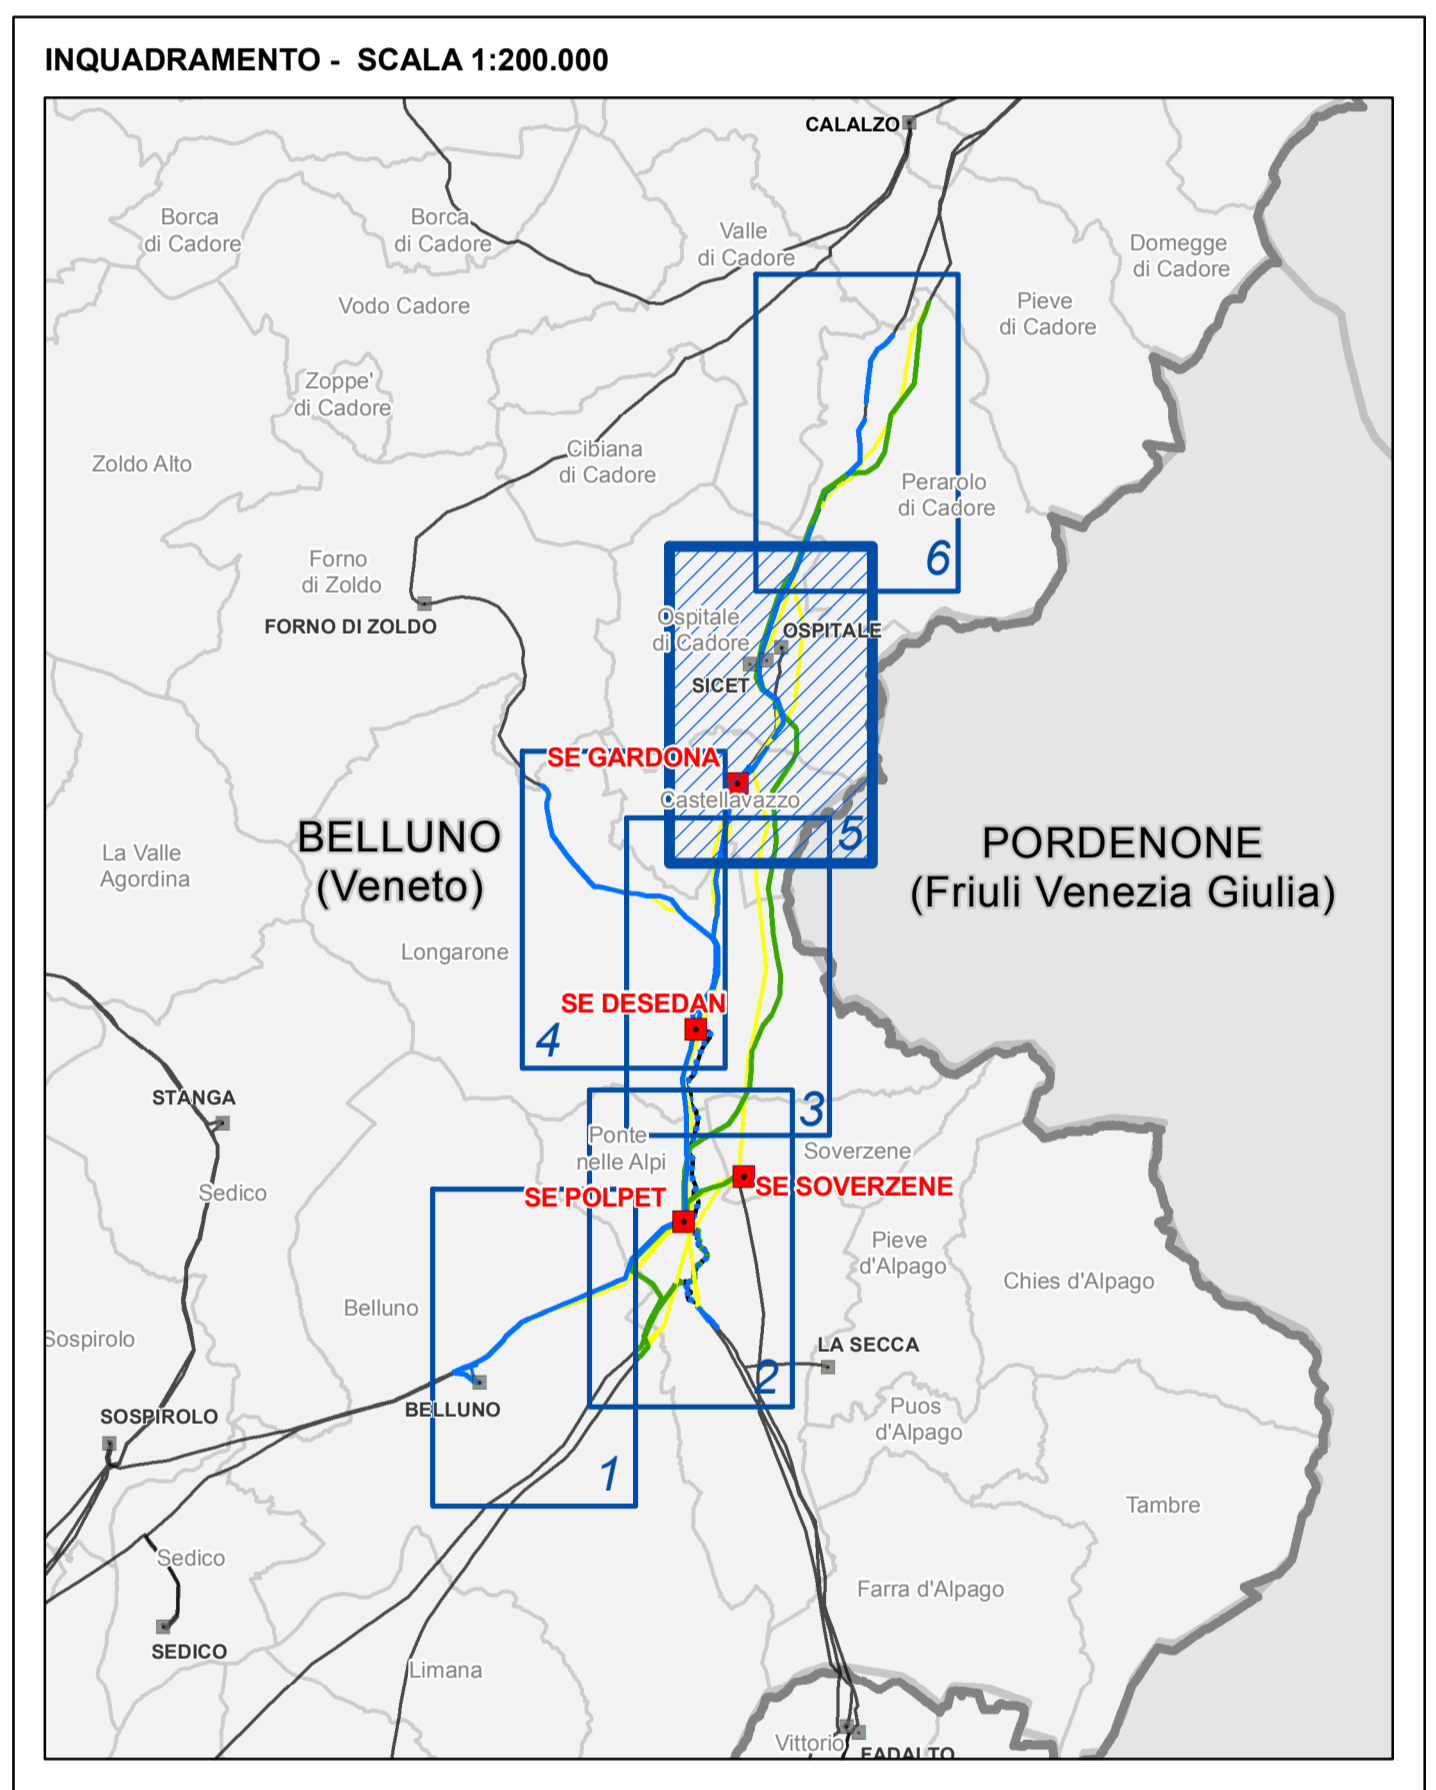 INQUADRAMENTO - SCALA 1:200.000
CALALZO
Borca
di Cadore
Borca
di Cadore
Valle
di Cadore
Domegge
di Cadore
Vodo Cadore
Pieve
di Cadore
Zoppe'
di Cadore
Zoldo Alto
Cibiana
di Cadore
Perarolo
di Cadore
6
Forno
di Zoldo
FORNO DI ZOLDO
Ospitale
di Cadore
OSPITALE
SICET
SE GARDONA
Castellavazzo
5
BELLUNO
(Veneto)
PORDENONE
(Friuli Venezia Giulia)
La Valle
Agordina
Longarone
SE DESEDAN
4
3
STANGA
Ponte
nelle Alpi
Soverzene
Sedico
SE POLPET
SE SOVERZENE
Pieve
d'Alpago
Chies d'Alpago
Belluno
Sospirolo
LA SECCA
2
BELLUNO
SOSPIROLO
Puos
d'Alpago
1
Tambre
Sedico
Farra d'Alpago
SEDICO
Limana
Vittorio
FADALTO